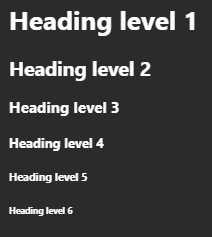 Heading level 1
Heading level 2
Heading level 3
Heading level 4
Heading level 5
Heading level 6